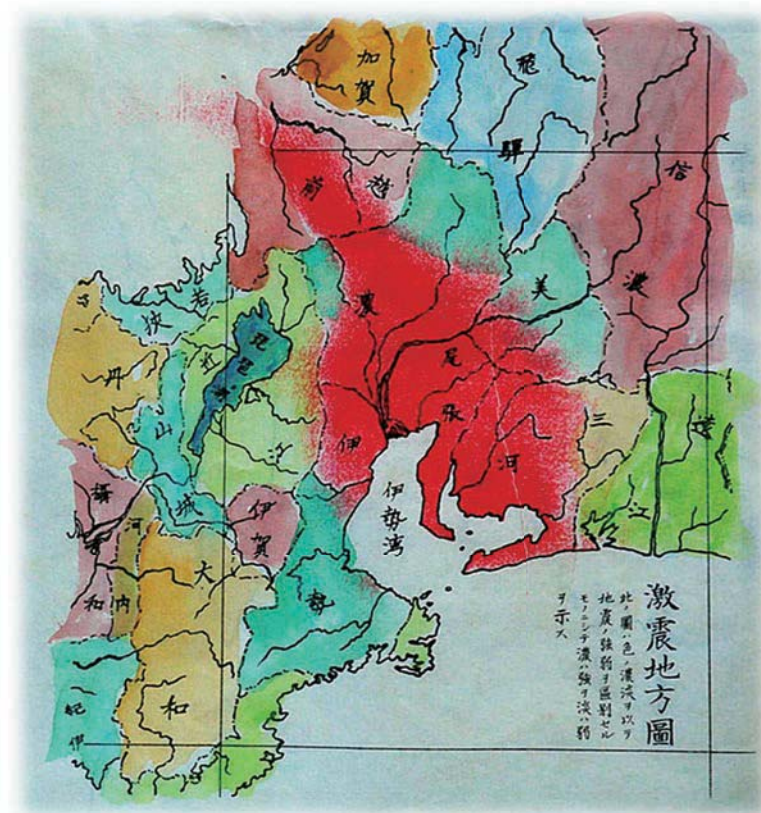 激震地方圖
此ノ圖ハ色ノ濃淡ヲ以テ
地震ノ強弱ヲ區別セル
モノニシテ濃ハ強ヲ淡ハ弱
ヲ示ス
加賀
飛驒
信濃
越前
美濃
若狭
丹
近江
琵琶湖
山城
尾張
三河
遠江
伊勢
伊勢湾
伊賀
攝
河内
和
大和
紀伊